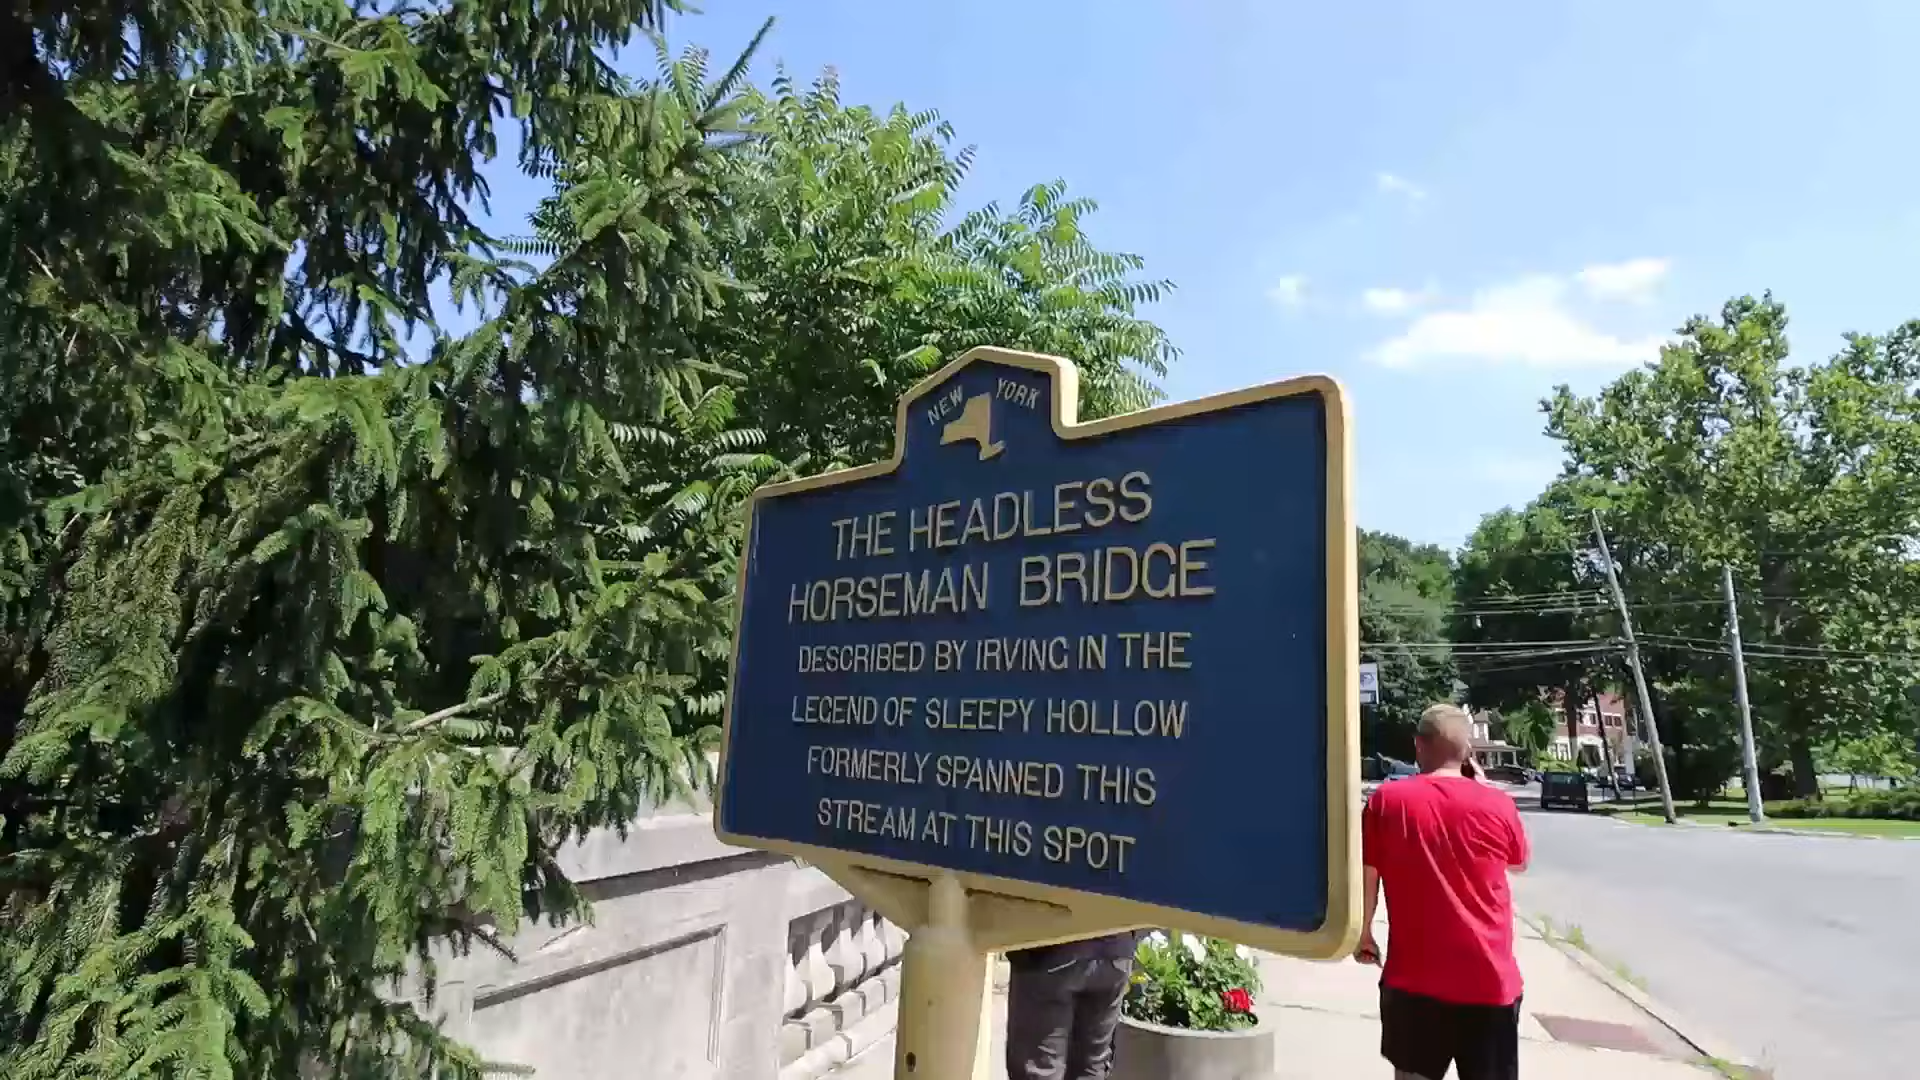 NEW YORK
THE HEADLESS
HORSEMAN BRIDGE
DESCRIBED BY IRVING IN THE
LEGEND OF SLEEPY HOLLOW
FORMERLY SPANNED THIS
STREAM AT THIS SPOT